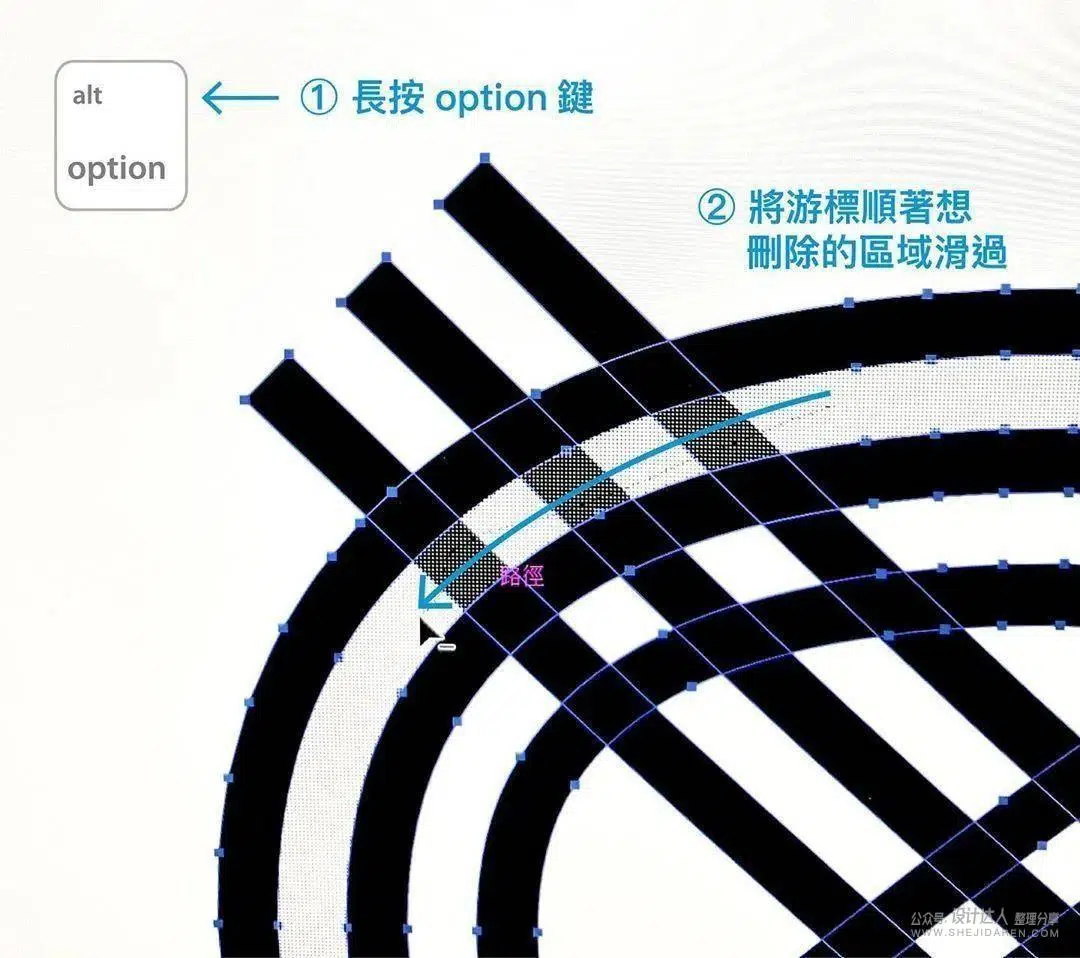 alt
option
① 長按 option 鍵
② 將游標順著想
刪除的區域滑過
路徑
公众号 设计达人 整理分享
WWW.SHEJIDAREN.COM